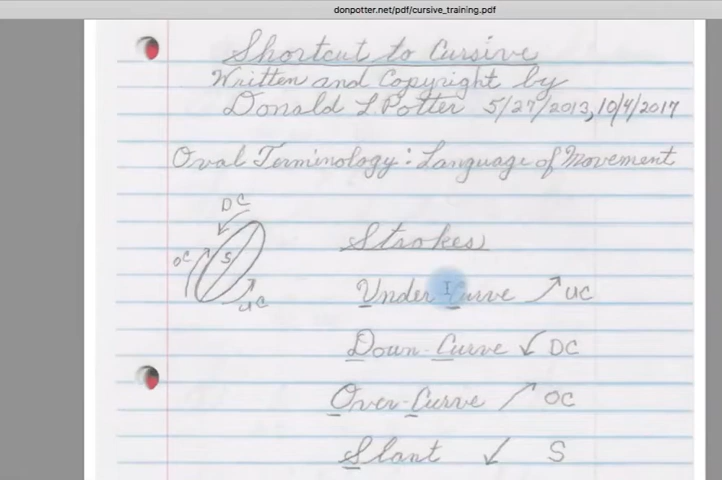 donpotter.net/pdf/cursive_training.pdf
Shortcut to Cursive
Written and Copyright by
Donald L. Potter 5/27/2013, 10/4/2017
Oval Terminology: Language of Movement
DC
OC
S
UC
Strokes
Under-Curve UC
Down-Curve DC
Over-Curve OC
Slant S